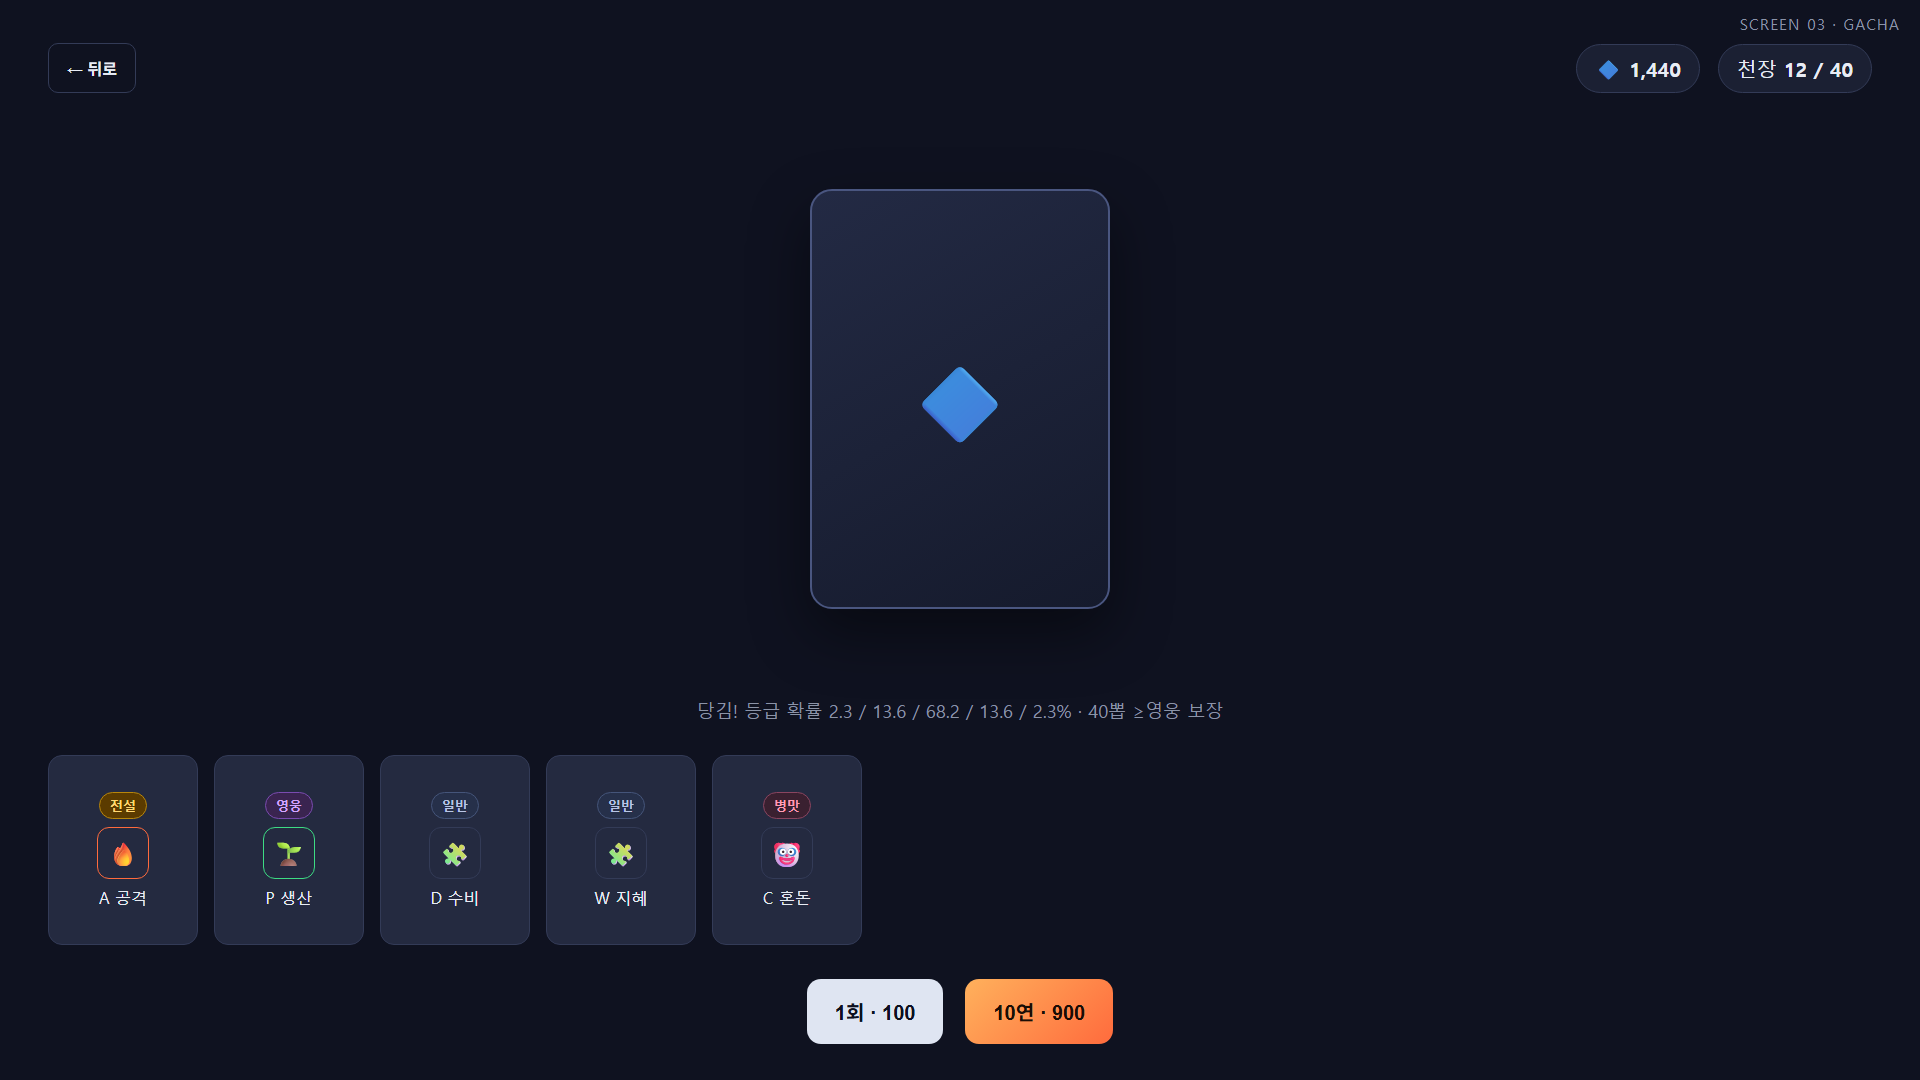 SCREEN 03 · GACHA
← 뒤로
1,440
천장 12 / 40
당김! 등급 확률 2.3 / 13.6 / 68.2 / 13.6 / 2.3% · 40뽑 ≥영웅 보장
전설
A 공격
영웅
P 생산
일반
D 수비
일반
W 지혜
병맛
C 혼돈
1회 · 100
10연 · 900